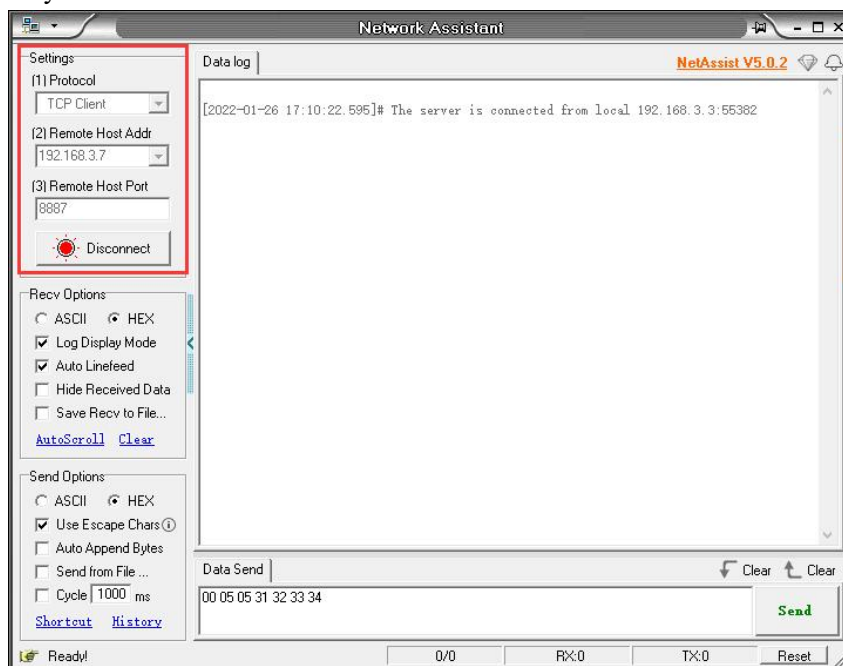 Network Assistant
Settings
(1) Protocol
TCP Client
(2) Remote Host Addr
192.168.3.7
(3) Remote Host Port
8887
Disconnect
Recv Options
ASCII HEX
Log Display Mode
Auto Linefeed
Hide Received Data
Save Recv to File...
AutoScroll Clear
Send Options
ASCII HEX
Use Escape Chars
Auto Append Bytes
Send from File ...
Cycle 1000 ms
Shortcut History
Data log
NetAssist V5.0.2
[2022-01-26 17:10:22.595]# The server is connected from local 192.168.3.3:55382
Data Send
Clear Clear
00 05 05 31 32 33 34
Send
Ready!
0/0
RX:0
TX:0
Reset